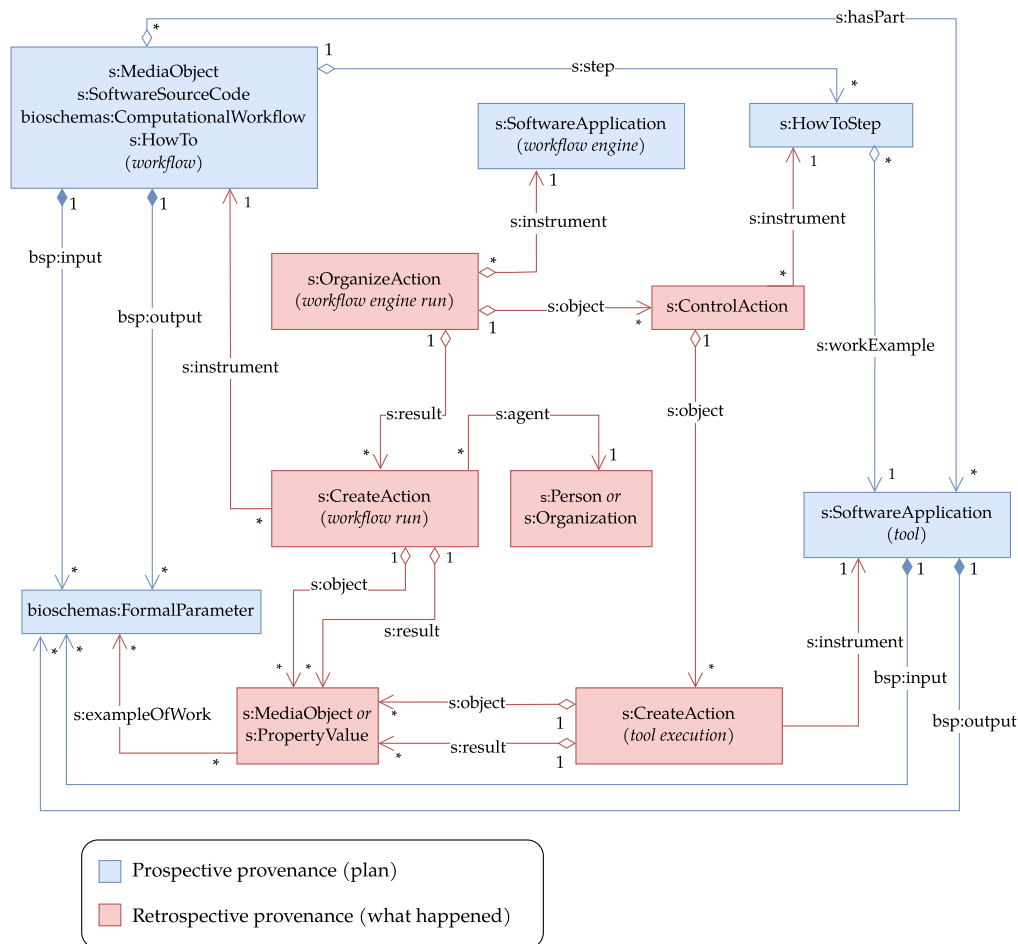 s:hasPart
*
1
s:MediaObject
s:SoftwareSourceCode
bioschemas:ComputationalWorkflow
s:HowTo
(workflow)
s:step
*
s:SoftwareApplication
(workflow engine)
s:HowToStep
1
1
1
1
1
*
s:instrument
s:instrument
bsp:input
*
*
s:OrganizeAction
(workflow engine run)
s:object
s:ControlAction
bsp:output
1
*
1
1
s:workExample
s:instrument
s:result
s:agent
s:object
*
*
1
1
*
s:CreateAction
(workflow run)
s:Person or
s:Organization
s:SoftwareApplication
(tool)
*
1
1
1
1
1
s:object
*
*
bioschemas:FormalParameter
s:result
s:instrument
*
*
*
*
*
*
bsp:input
s:exampleOfWork
s:MediaObject or
s:PropertyValue
s:object
*
1
s:CreateAction
(tool execution)
bsp:output
s:result
*
*
1
Prospective provenance (plan)
Retrospective provenance (what happened)